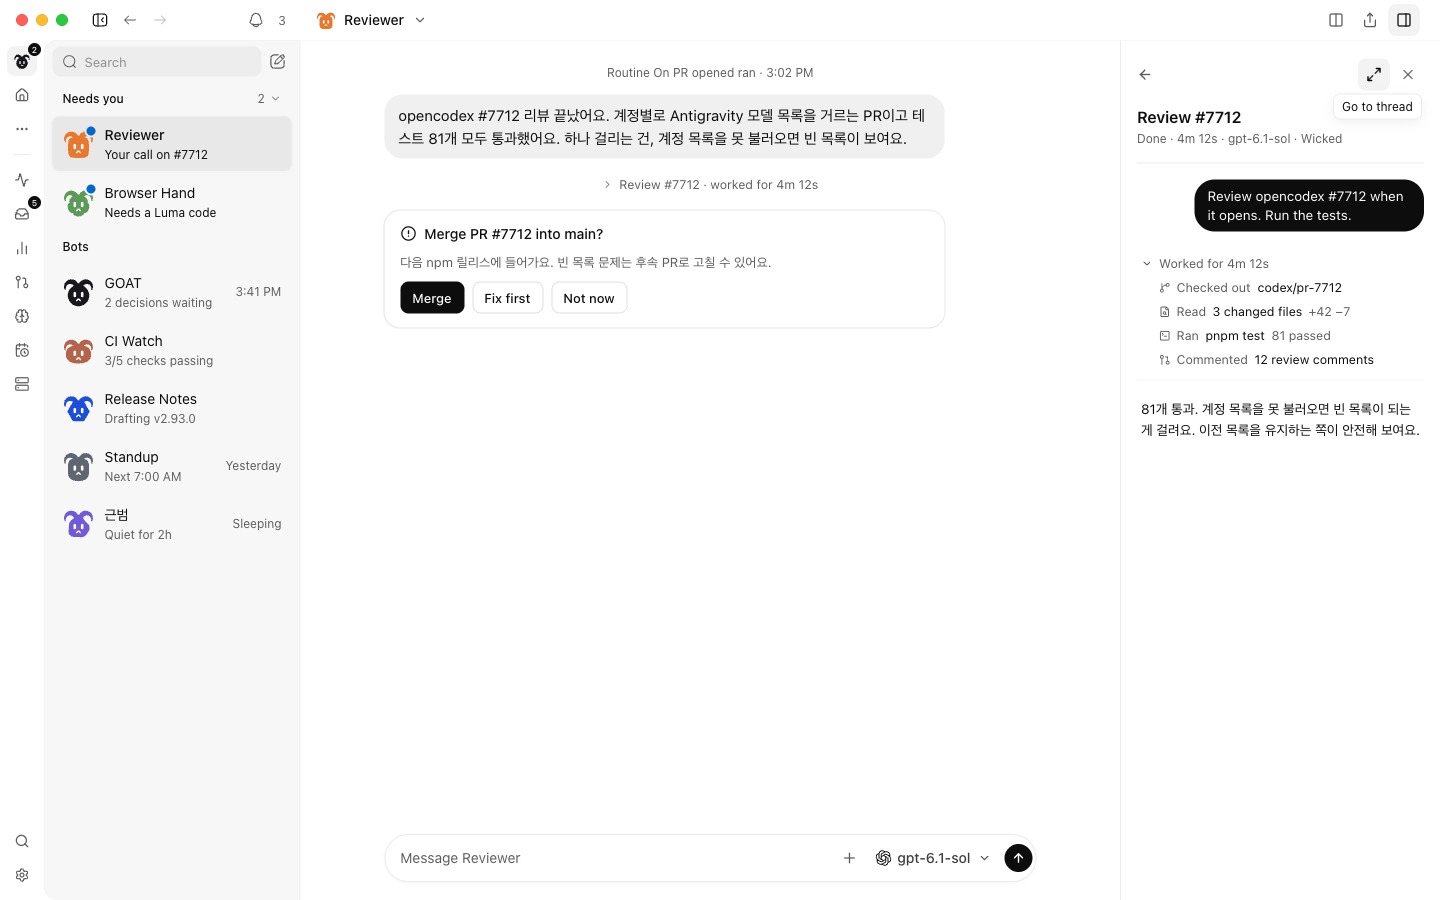 3
Reviewer
2
5
Search
Needs you
2
Reviewer
Your call on #7712
Browser Hand
Needs a Luma code
Bots
GOAT
2 decisions waiting
3:41 PM
CI Watch
3/5 checks passing
Release Notes
Drafting v2.93.0
Standup
Next 7:00 AM
Yesterday
근범
Quiet for 2h
Sleeping
Routine On PR opened ran · 3:02 PM
opencodex #7712 리뷰 끝났어요. 계정별로 Antigravity 모델 목록을 거르는 PR이고 테
스트 81개 모두 통과했어요. 하나 걸리는 건, 계정 목록을 못 불러오면 빈 목록이 보여요.
Review #7712 · worked for 4m 12s
Merge PR #7712 into main?
다음 npm 릴리스에 들어가요. 빈 목록 문제는 후속 PR로 고칠 수 있어요.
Merge
Fix first
Not now
Message Reviewer
gpt-6.1-sol
Go to thread
Review #7712
Done · 4m 12s · gpt-6.1-sol · Wicked
Review opencodex #7712 when
it opens. Run the tests.
Worked for 4m 12s
Checked out codex/pr-7712
Read 3 changed files +42 −7
Ran pnpm test 81 passed
Commented 12 review comments
81개 통과. 계정 목록을 못 불러오면 빈 목록이 되는
게 걸려요. 이전 목록을 유지하는 쪽이 안전해 보여요.